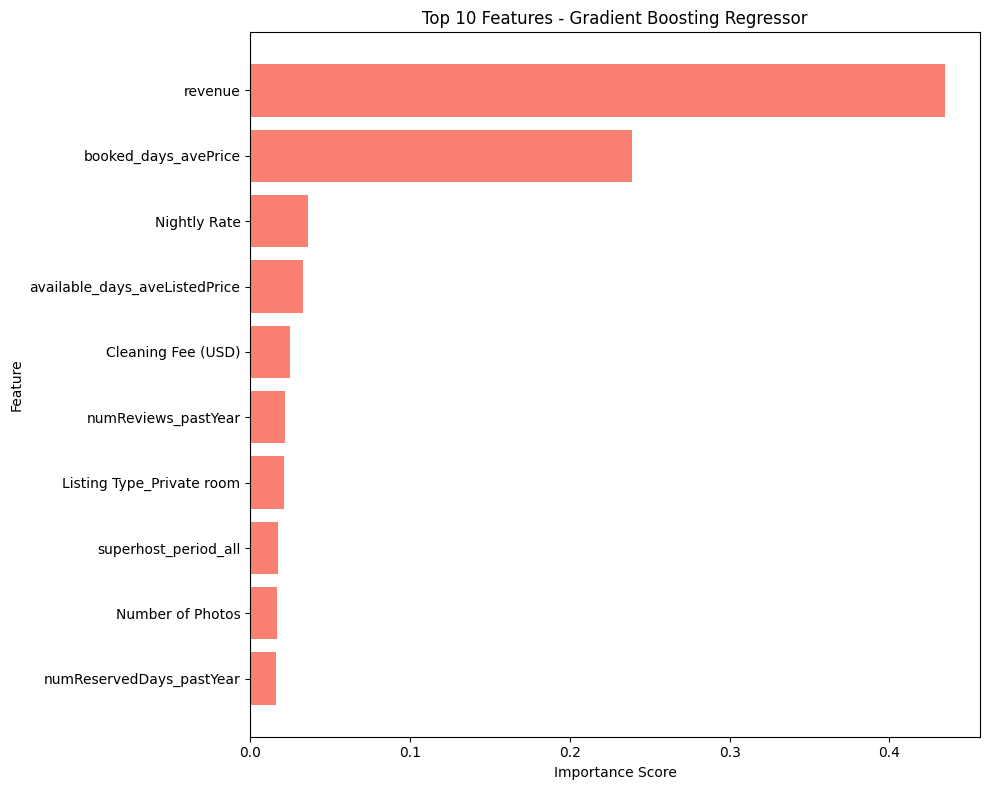 Top 10 Features - Gradient Boosting Regressor
Feature
revenue
booked_days_avePrice
Nightly Rate
available_days_aveListedPrice
Cleaning Fee (USD)
numReviews_pastYear
Listing Type_Private room
superhost_period_all
Number of Photos
numReservedDays_pastYear
0.0 0.1 0.2 0.3 0.4
Importance Score